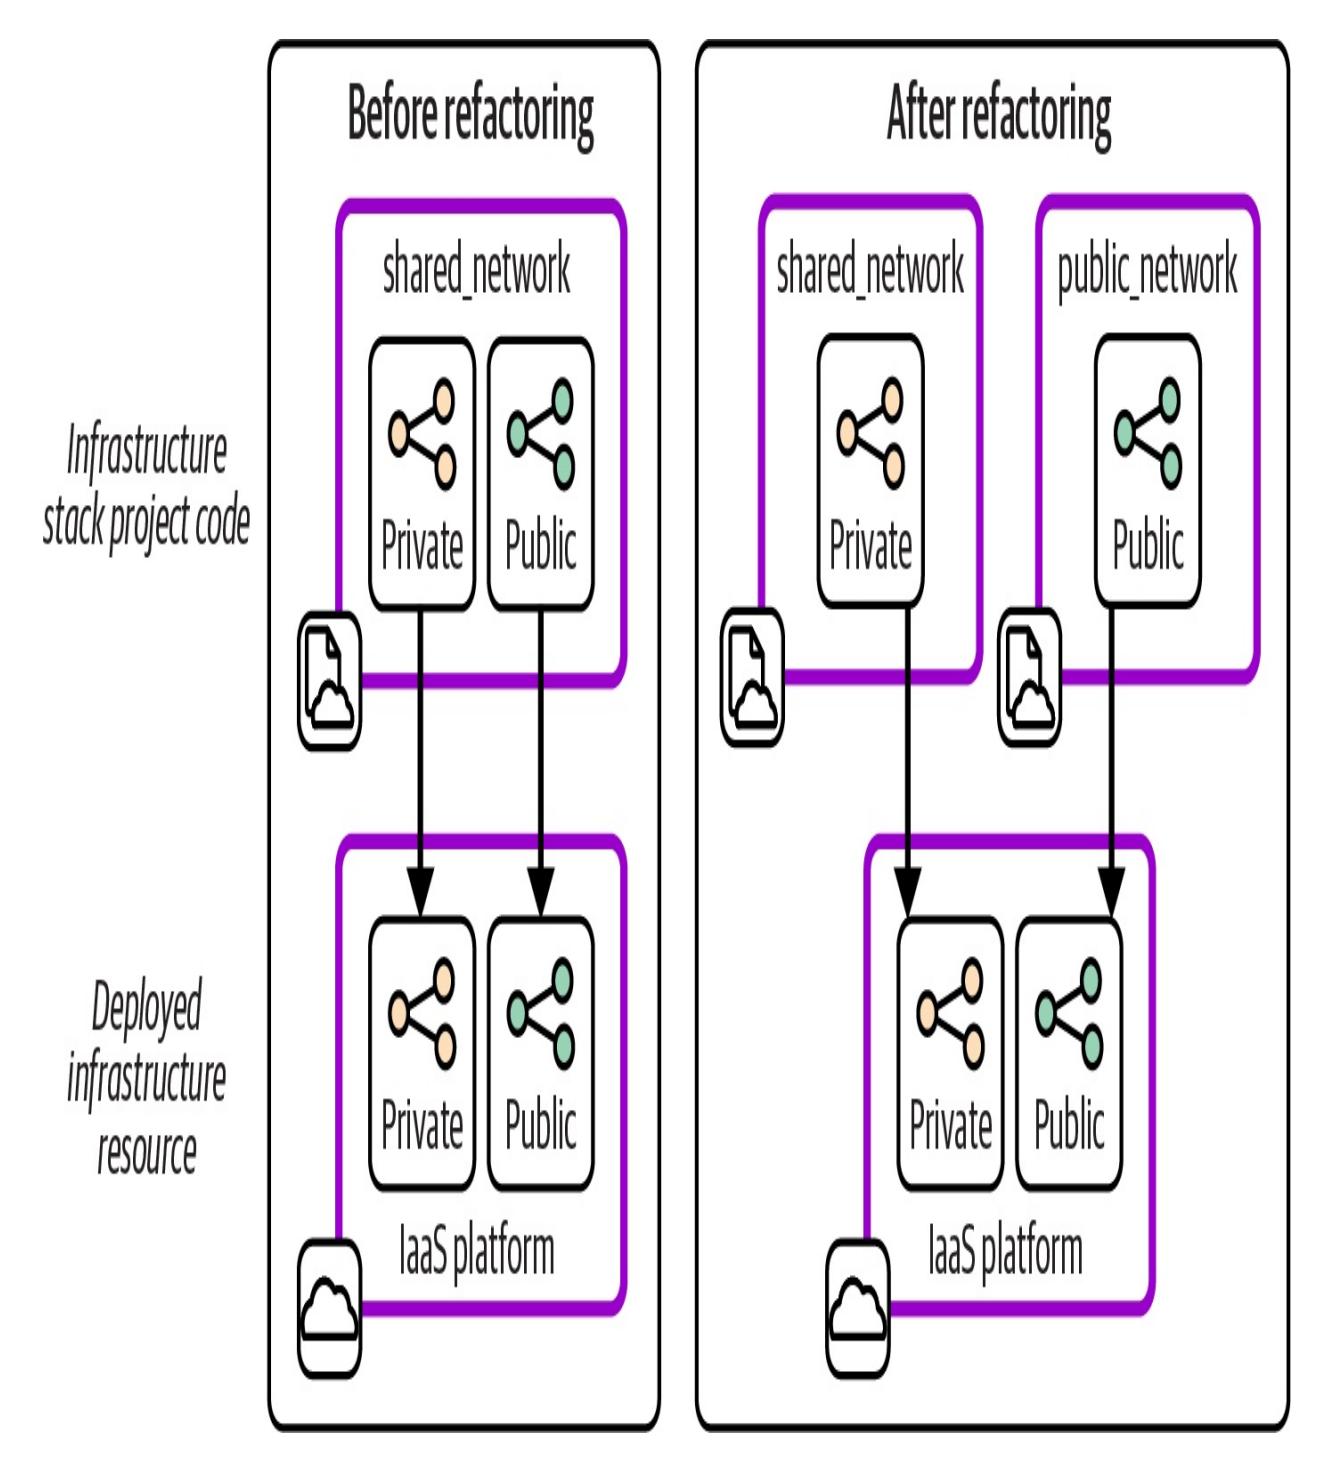 Before refactoring
After refactoring
shared_network
shared_network
public_network
Infrastructure
stack project code
Private
Public
Private
Public
Deployed
infrastructure
resource
Private
Public
Private
Public
IaaS platform
IaaS platform